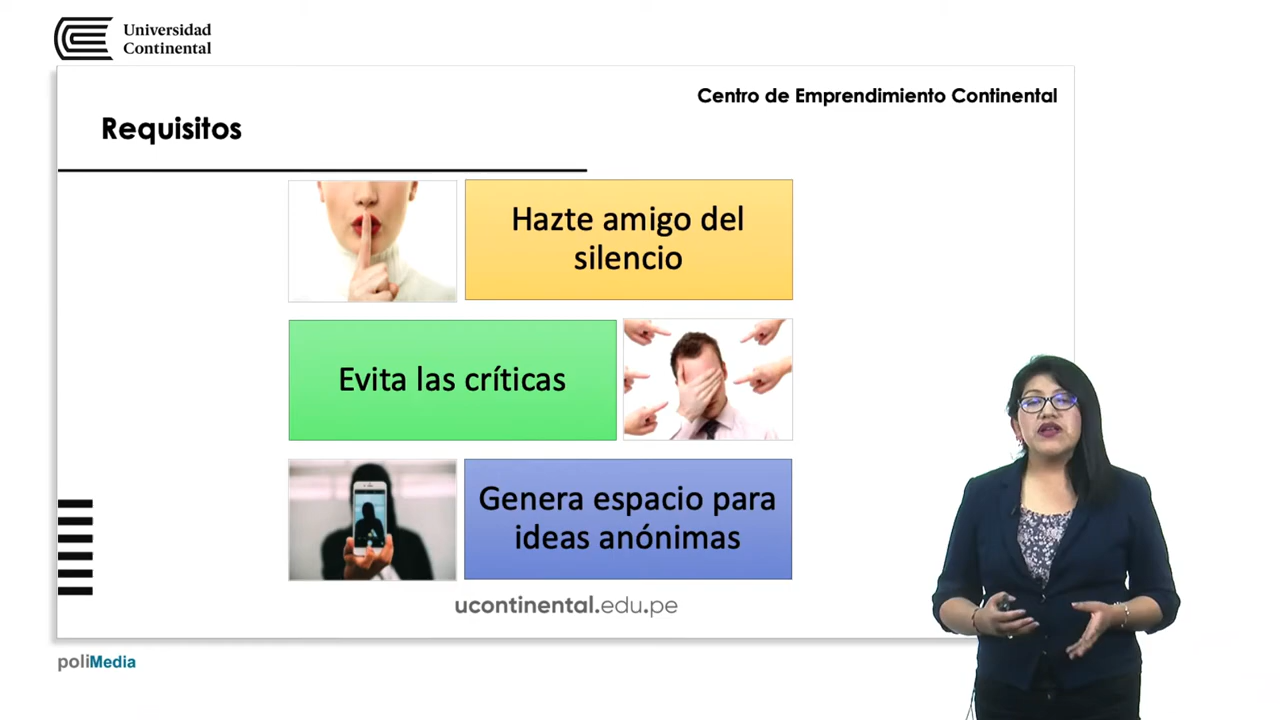 Universidad
Continental
Centro de Emprendimiento Continental
Requisitos
Hazte amigo del
silencio
Evita las críticas
Genera espacio para
ideas anónimas
ucontinental.edu.pe
poliMedia